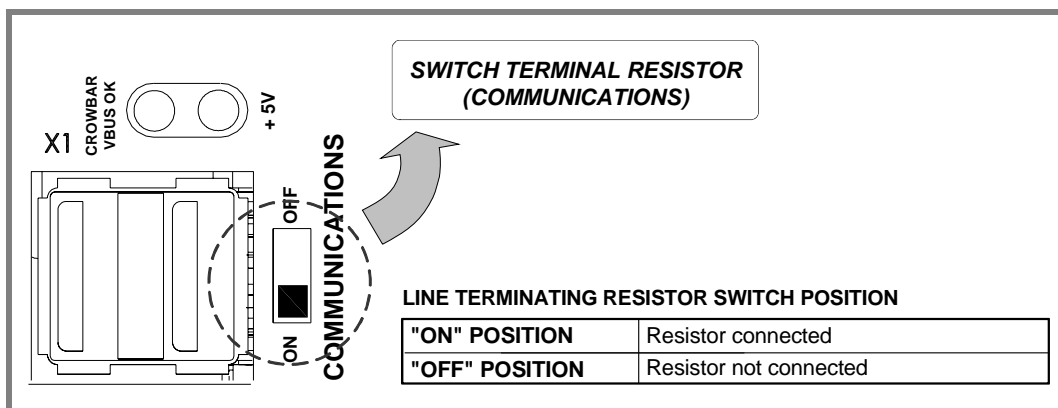 SWITCH TERMINAL RESISTOR
(COMMUNICATIONS)
CROWBAR
VBUS OK
+ 5V
X1
OFF
ON
COMMUNICATIONS
LINE TERMINATING RESISTOR SWITCH POSITION
"ON" POSITION Resistor connected
"OFF" POSITION Resistor not connected